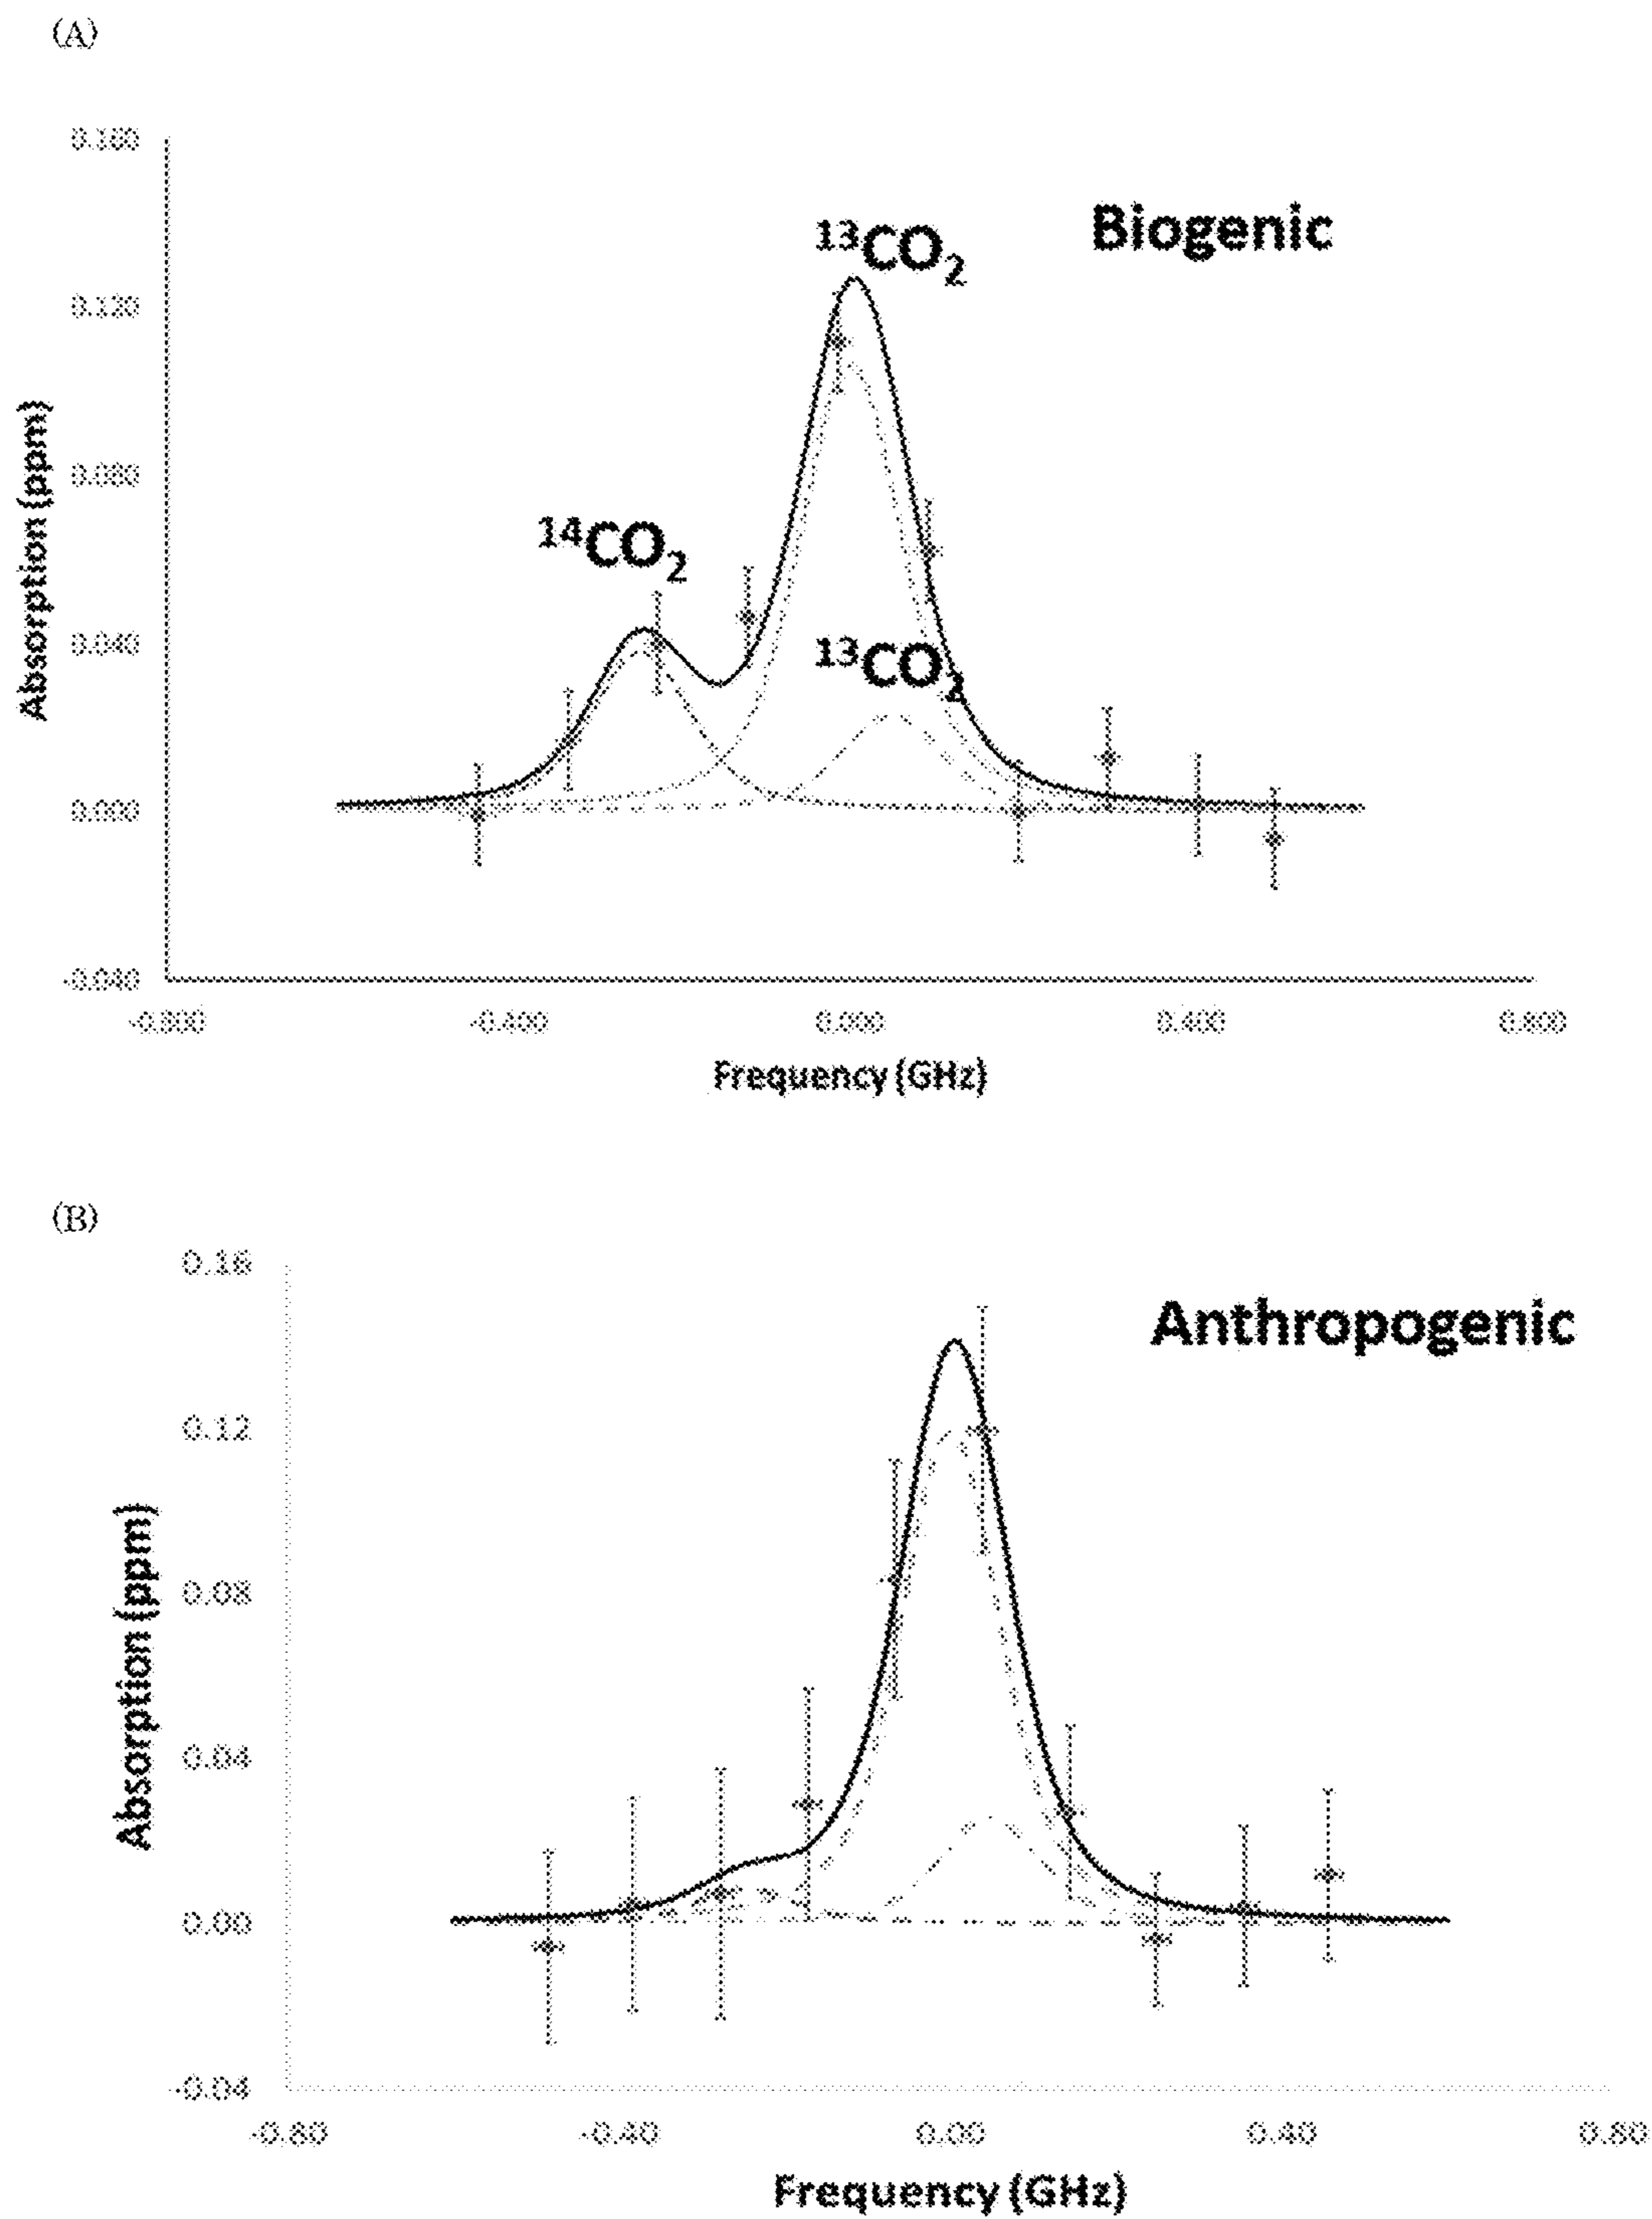 (A)
0.160
Biogenic
13CO2
0.120
Absorption (ppm)
0.080
14CO2
0.040
13CO2
0.000
-0.040
-0.800 -0.400 0.000 0.400 0.800
Frequency (GHz)
(B)
0.16
Anthropogenic
0.12
Absorption (ppm)
0.08
0.04
0.00
-0.04
-0.80 -0.40 0.00 0.40 0.80
Frequency (GHz)